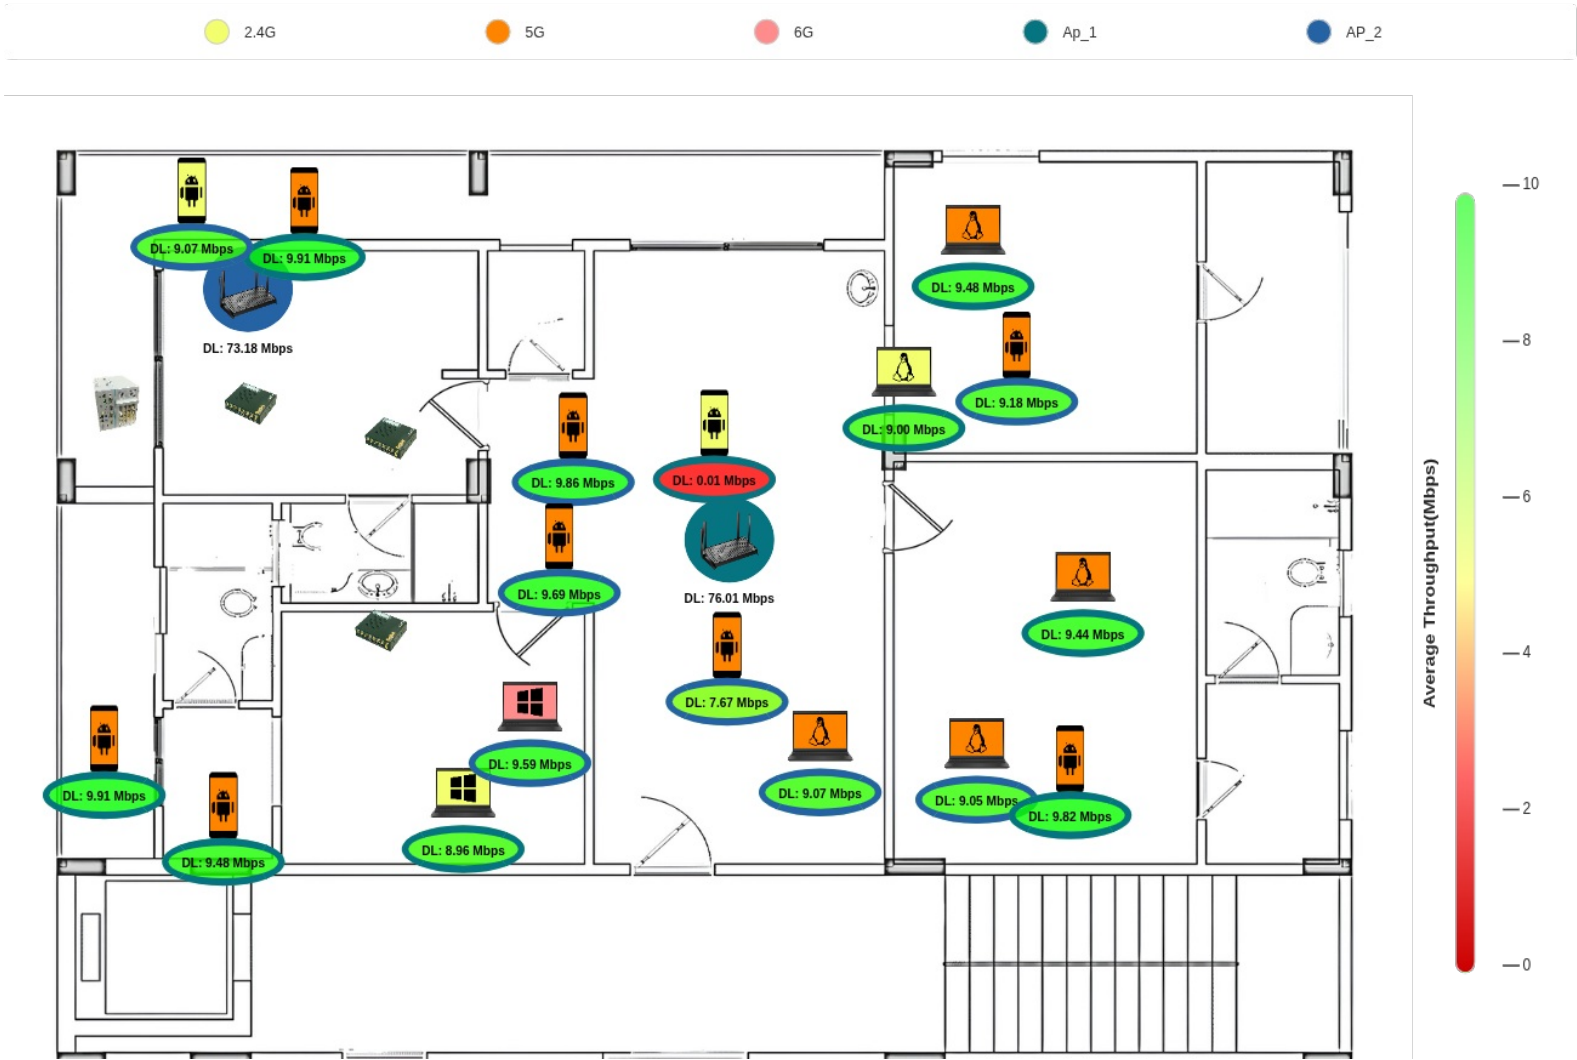 2.4G
5G
6G
Ap_1
AP_2
DL: 9.07 Mbps
DL: 9.91 Mbps
DL: 73.18 Mbps
DL: 9.48 Mbps
DL: 9.18 Mbps
DL: 9.00 Mbps
DL: 9.86 Mbps
DL: 0.01 Mbps
DL: 9.69 Mbps
DL: 76.01 Mbps
DL: 9.44 Mbps
DL: 7.67 Mbps
DL: 9.59 Mbps
DL: 9.07 Mbps
DL: 9.91 Mbps
DL: 9.05 Mbps
DL: 9.82 Mbps
DL: 8.96 Mbps
DL: 9.48 Mbps
10
8
6
4
2
0
Average Throughput(Mbps)